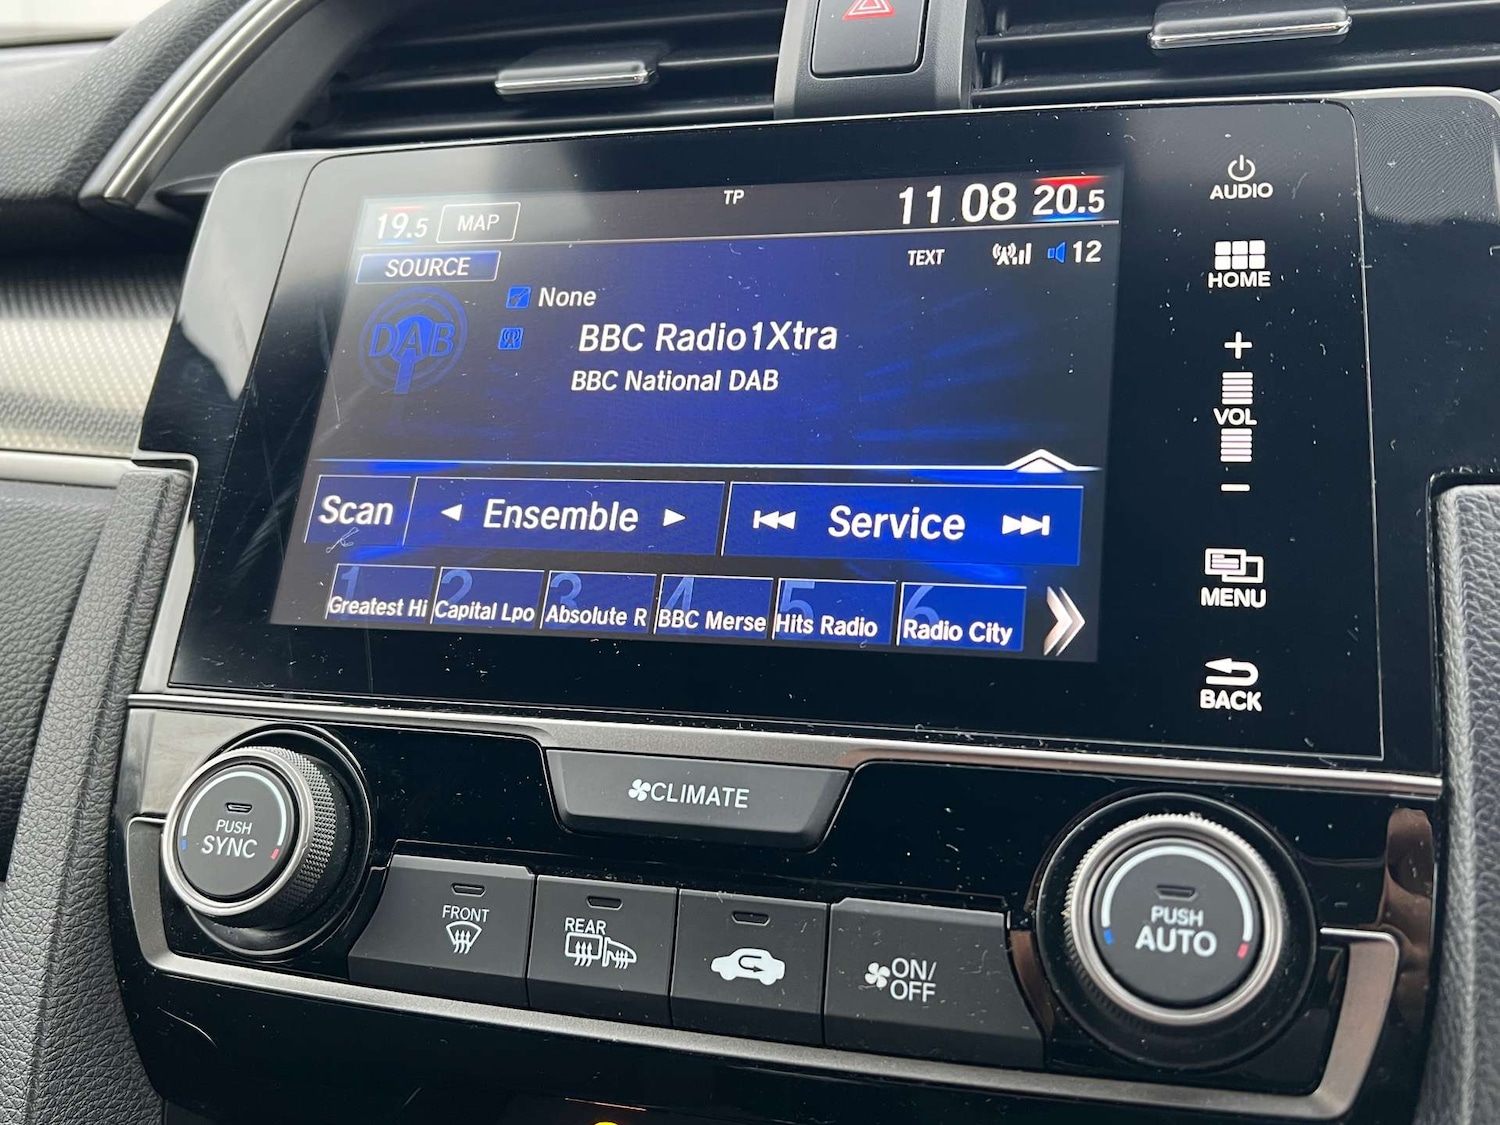 TP
19.5 MAP 11 08 20.5
SOURCE TEXT 12
DAB
None
BBC Radio1Xtra
BBC National DAB
Scan Ensemble Service
1 2 3 4 5 6
Greatest Hi Capital Lpo Absolute R BBC Merse Hits Radio Radio City
AUDIO
HOME
+
VOL
−
MENU
BACK
CLIMATE
PUSH
SYNC
FRONT
REAR
ON/
OFF
PUSH
AUTO